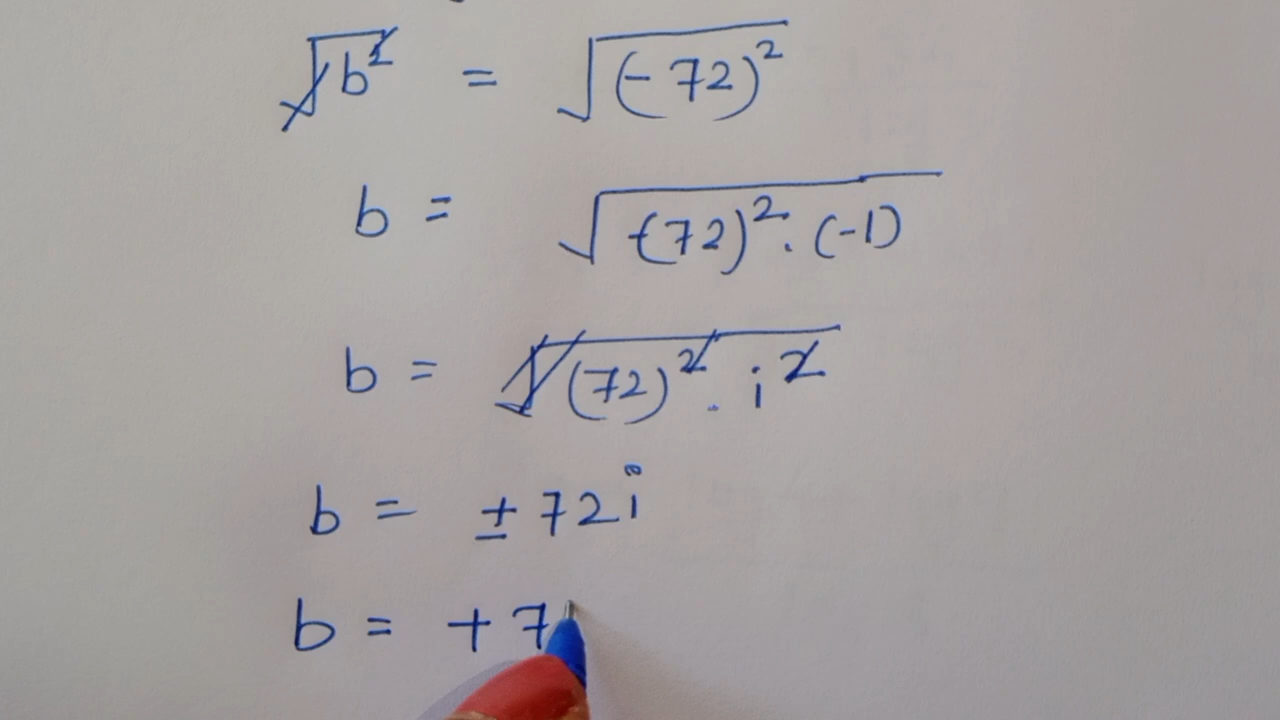 √b² = √(-72)²
b = √(72)². (-1)
b = √(72)² . i²
b = ± 72i
b = + 7